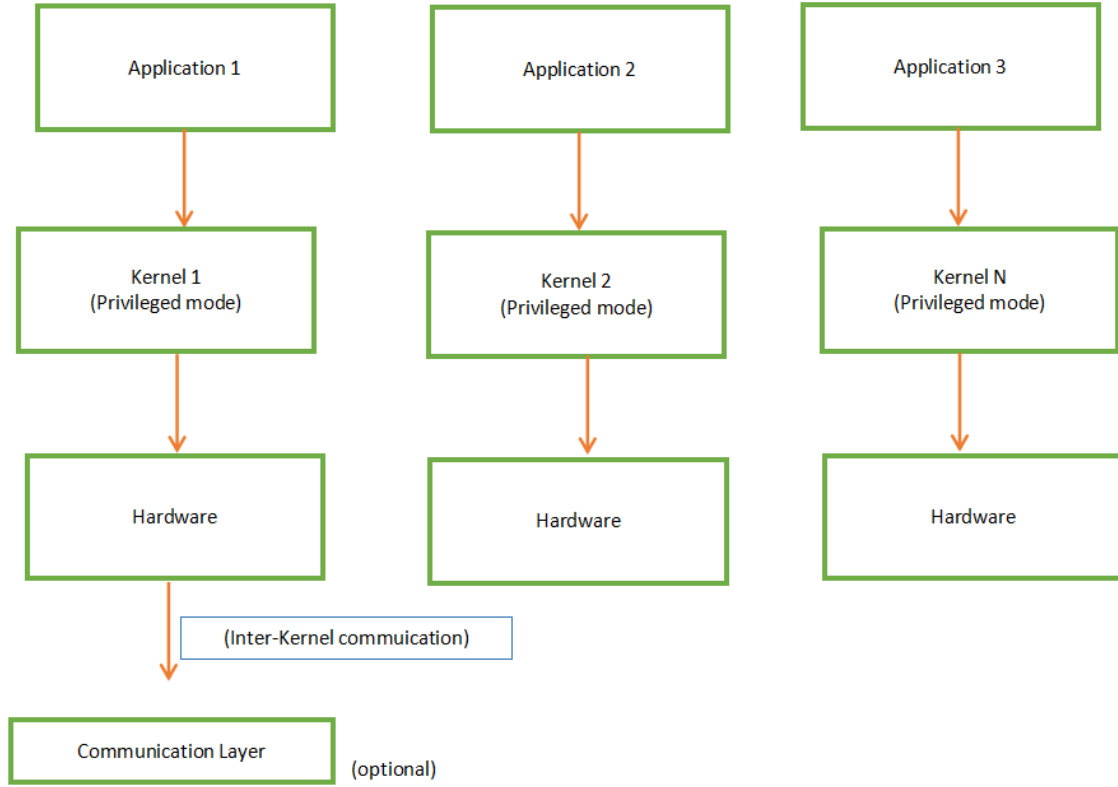 Application 1
Application 2
Application 3
Kernel 1
(Privileged mode)
Kernel 2
(Privileged mode)
Kernel N
(Privileged mode)
Hardware
Hardware
Hardware
(Inter-Kernel commuication)
Communication Layer
(optional)